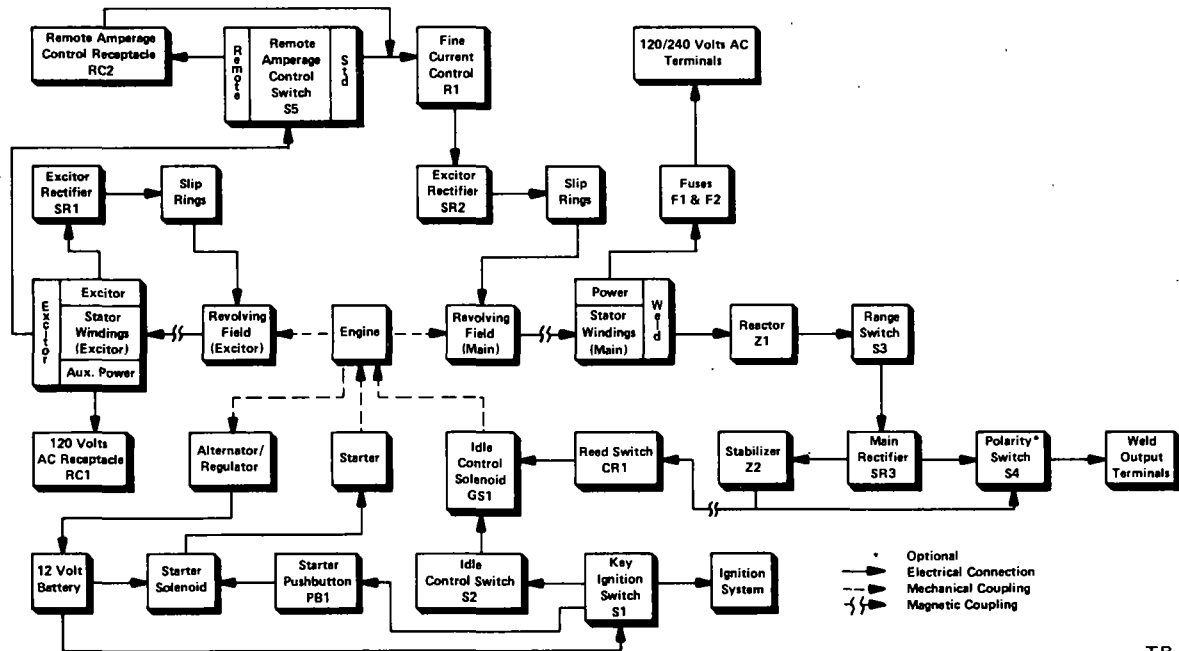 Remote Amperage
Control Receptacle
RC2
Remote
Remote
Amperage
Control
Switch
S5
Std
Fine
Current
Control
R1
120/240 Volts AC
Terminals
Excitor
Rectifier
SR1
Slip
Rings
Excitor
Rectifier
SR2
Slip
Rings
Fuses
F1 & F2
Excitor
Excitor
Stator
Windings
(Excitor)
Aux. Power
Revolving
Field
(Excitor)
Engine
Revolving
Field
(Main)
Power
Stator
Windings
(Main)
Weld
Reactor
Z1
Range
Switch
S3
120 Volts
AC Receptacle
RC1
Alternator/
Regulator
Starter
Idle
Control
Solenoid
GS1
Reed Switch
CR1
Stabilizer
Z2
Main
Rectifier
SR3
Polarity*
Switch
S4
Weld
Output
Terminals
12 Volt
Battery
Starter
Solenoid
Starter
Pushbutton
PB1
Idle
Control Switch
S2
Key
Ignition
Switch
S1
Ignition
System
* Optional
Electrical Connection
Mechanical Coupling
Magnetic Coupling